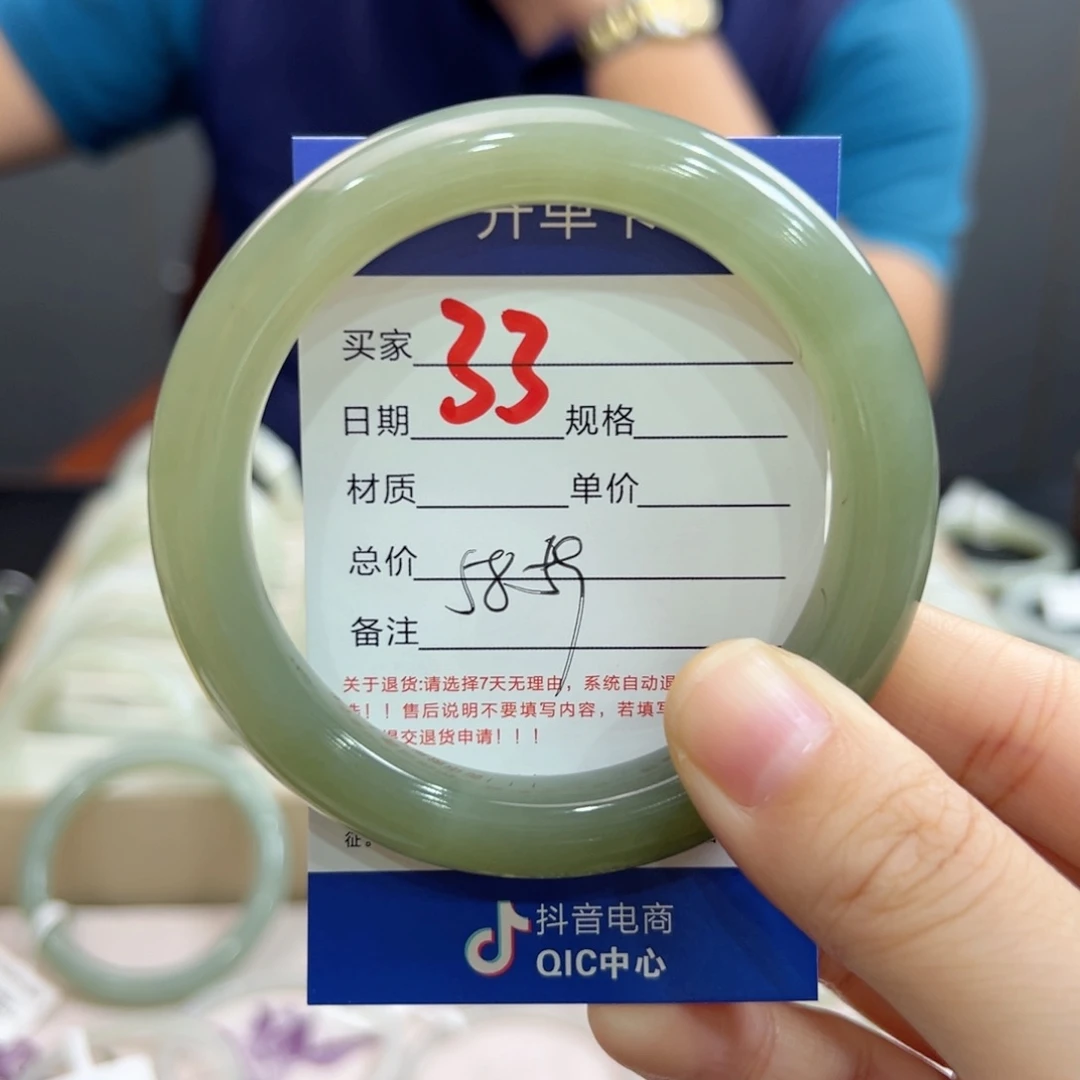 开单卡
买家 33
日期 规格
材质 单价
总价
备注 58
关于退货:请选择7天无理由，系统自动退
！！售后说明不要填写内容，若填写
提交退货申请！！！
征。
抖音电商
QIC中心